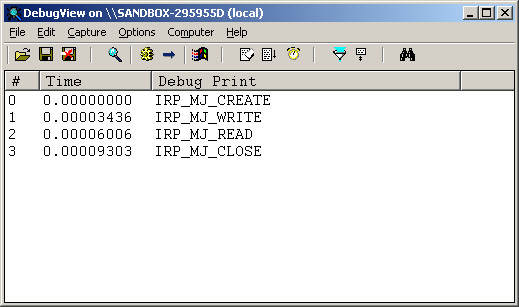 DebugView on \\SANDBOX-295955D (local)
File Edit Capture Options Computer Help
# Time Debug Print
0 0.00000000 IRP_MJ_CREATE
1 0.00003436 IRP_MJ_WRITE
2 0.00006006 IRP_MJ_READ
3 0.00009303 IRP_MJ_CLOSE